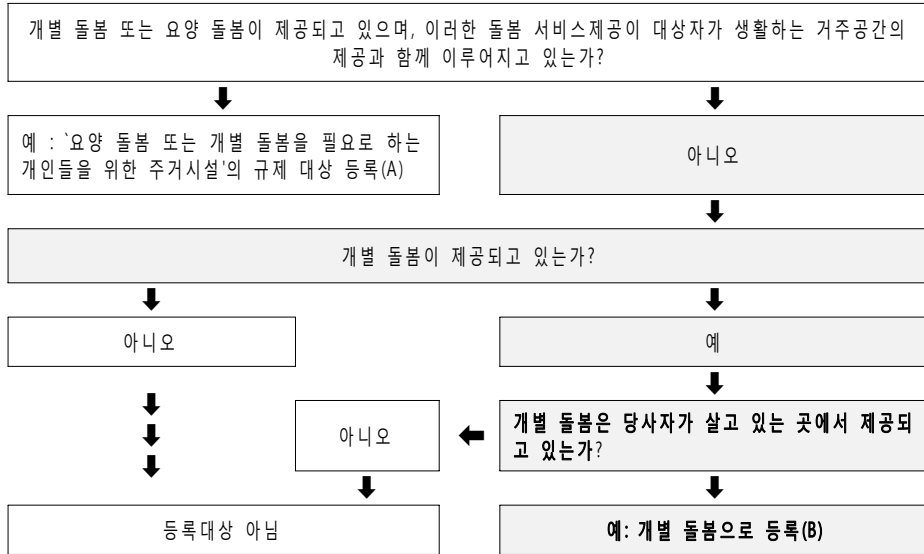 개별 돌봄 또는 요양 돌봄이 제공되고 있으며, 이러한 돌봄 서비스제공이 대상자가 생활하는 거주공간의
제공과 함께 이루어지고 있는가?
예 : `요양 돌봄 또는 개별 돌봄을 필요로 하는
개인들을 위한 주거시설'의 규제 대상 등록(A)
아니오
개별 돌봄이 제공되고 있는가?
아니오
예
아니오
개별 돌봄은 당사자가 살고 있는 곳에서 제공되
고 있는가?
등록대상 아님
예: 개별 돌봄으로 등록(B)